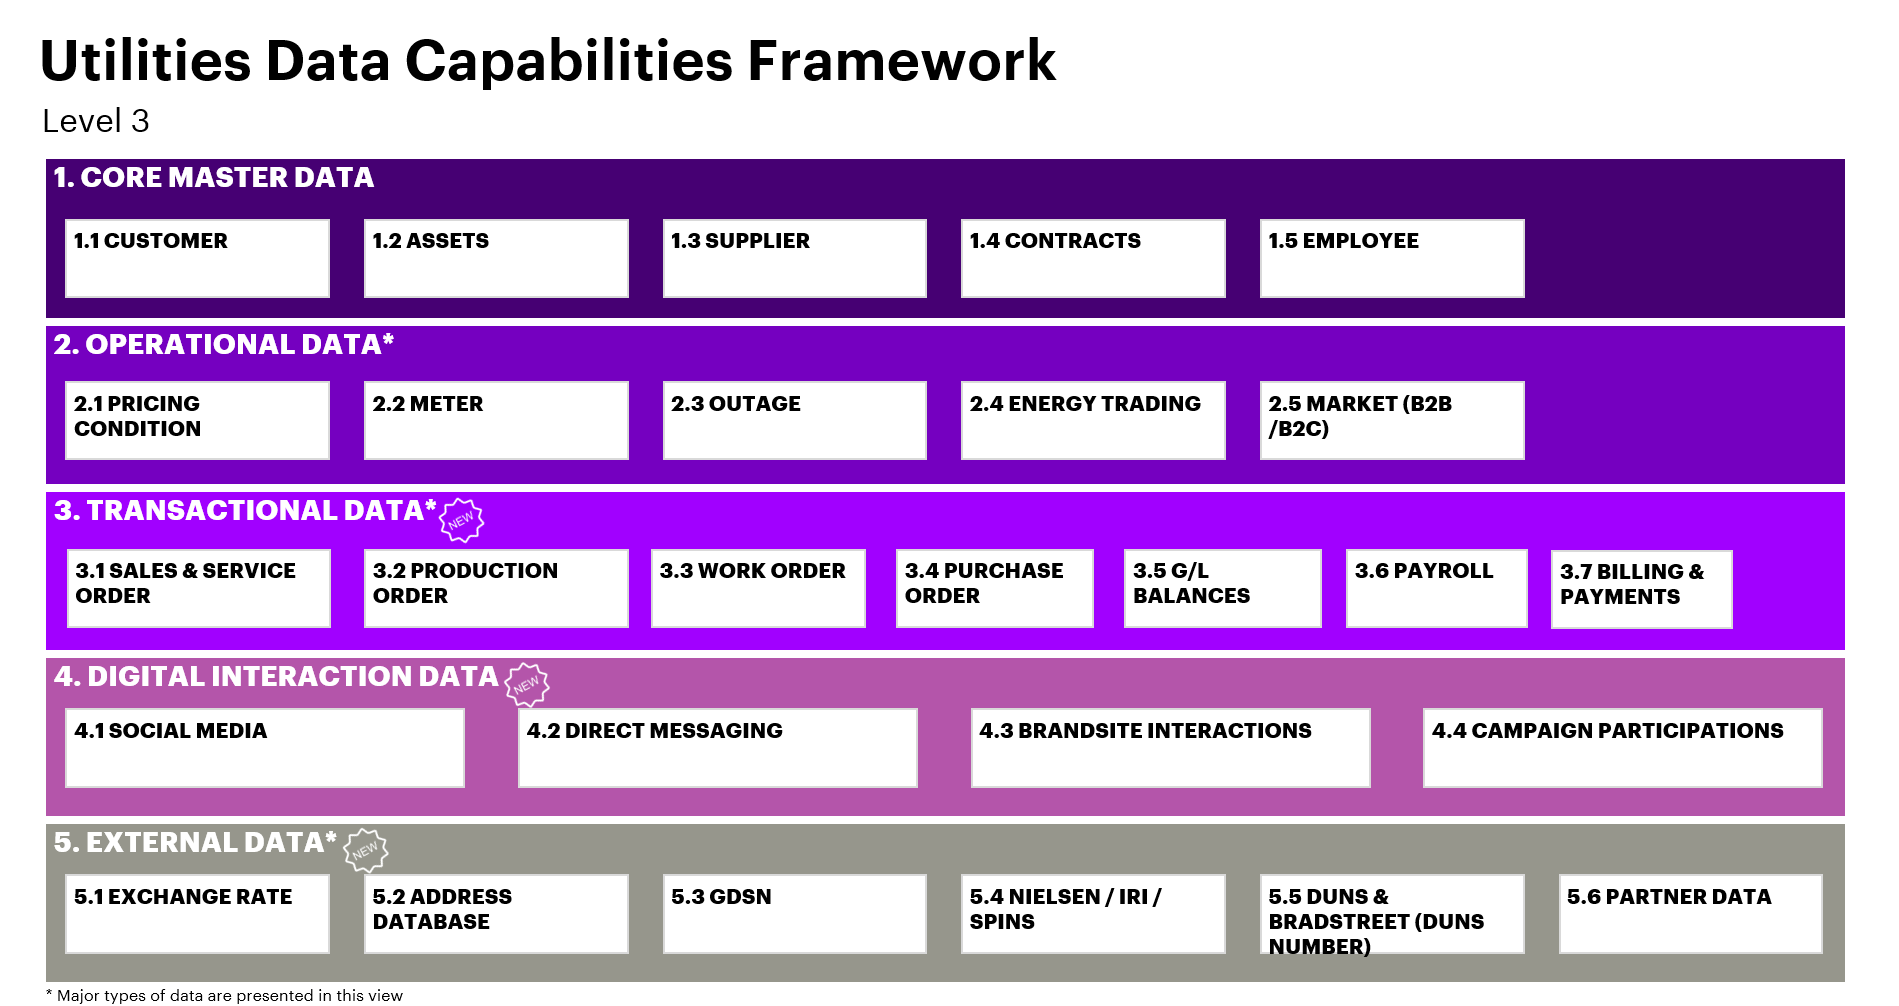 Utilities Data Capabilities Framework
Level 3
1. CORE MASTER DATA
1.1 CUSTOMER
1.2 ASSETS
1.3 SUPPLIER
1.4 CONTRACTS
1.5 EMPLOYEE
2. OPERATIONAL DATA*
2.1 PRICING
CONDITION
2.2 METER
2.3 OUTAGE
2.4 ENERGY TRADING
2.5 MARKET (B2B
/B2C)
3. TRANSACTIONAL DATA*
NEW
3.1 SALES & SERVICE
ORDER
3.2 PRODUCTION
ORDER
3.3 WORK ORDER
3.4 PURCHASE
ORDER
3.5 G/L
BALANCES
3.6 PAYROLL
3.7 BILLING &
PAYMENTS
4. DIGITAL INTERACTION DATA
NEW
4.1 SOCIAL MEDIA
4.2 DIRECT MESSAGING
4.3 BRANDSITE INTERACTIONS
4.4 CAMPAIGN PARTICIPATIONS
5. EXTERNAL DATA*
NEW
5.1 EXCHANGE RATE
5.2 ADDRESS
DATABASE
5.3 GDSN
5.4 NIELSEN / IRI /
SPINS
5.5 DUNS &
BRADSTREET (DUNS
NUMBER)
5.6 PARTNER DATA
* Major types of data are presented in this view